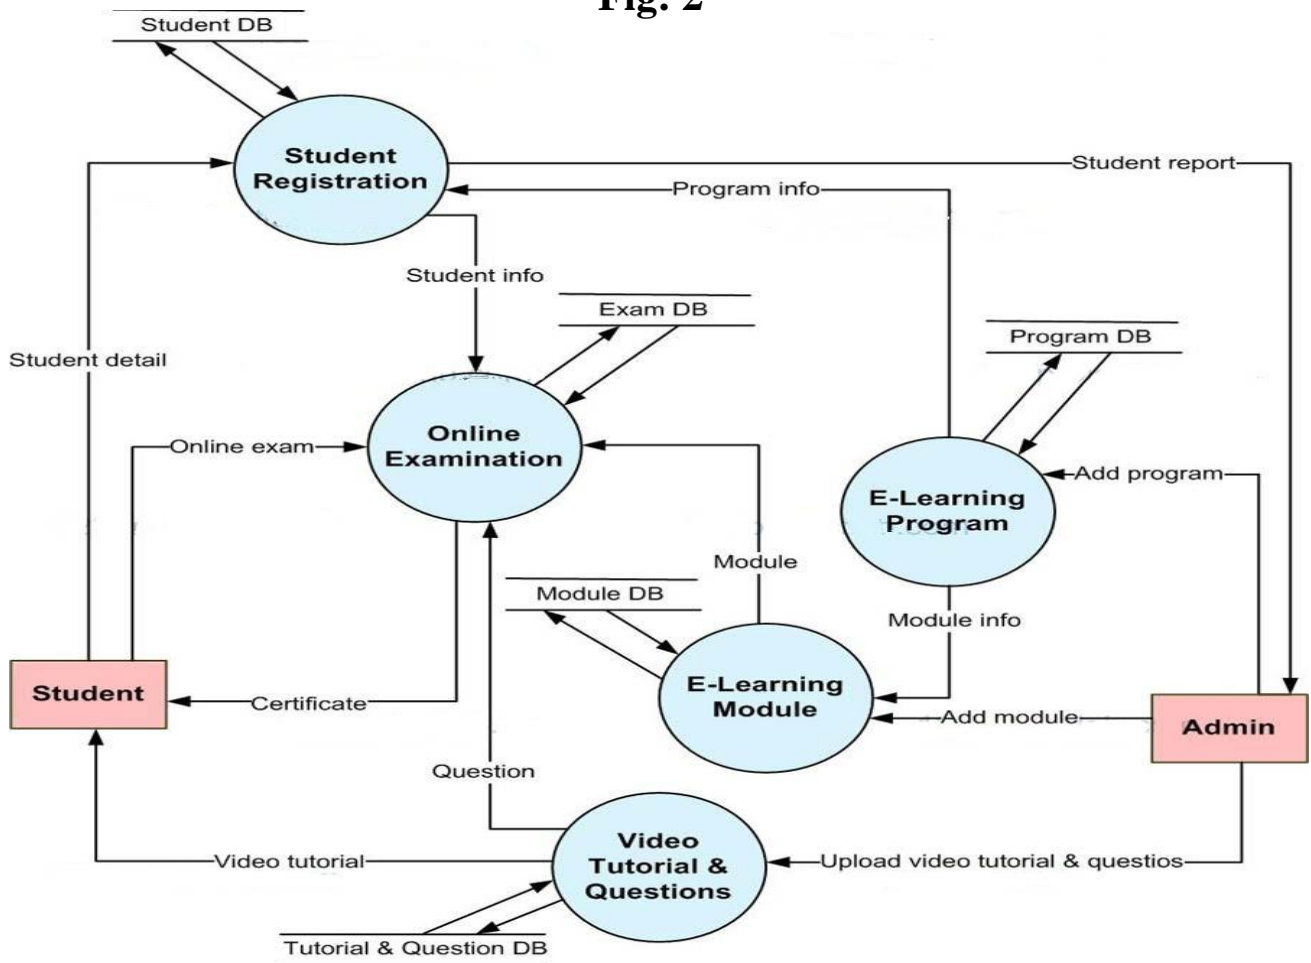 Fig. 2
Student DB
Student
Registration
Student report
Program info
Student info
Exam DB
Program DB
Student detail
Online
Examination
Online exam
Add program
E-Learning
Program
Module
Module DB
Module info
E-Learning
Module
Student
Certificate
Add module
Admin
Question
Video
Tutorial &
Questions
Video tutorial
Upload video tutorial & questios
Tutorial & Question DB